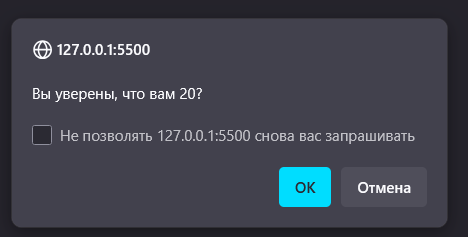 127.0.0.1:5500
Вы уверены, что вам 20?
Не позволять 127.0.0.1:5500 снова вас запрашивать
OK
Отмена